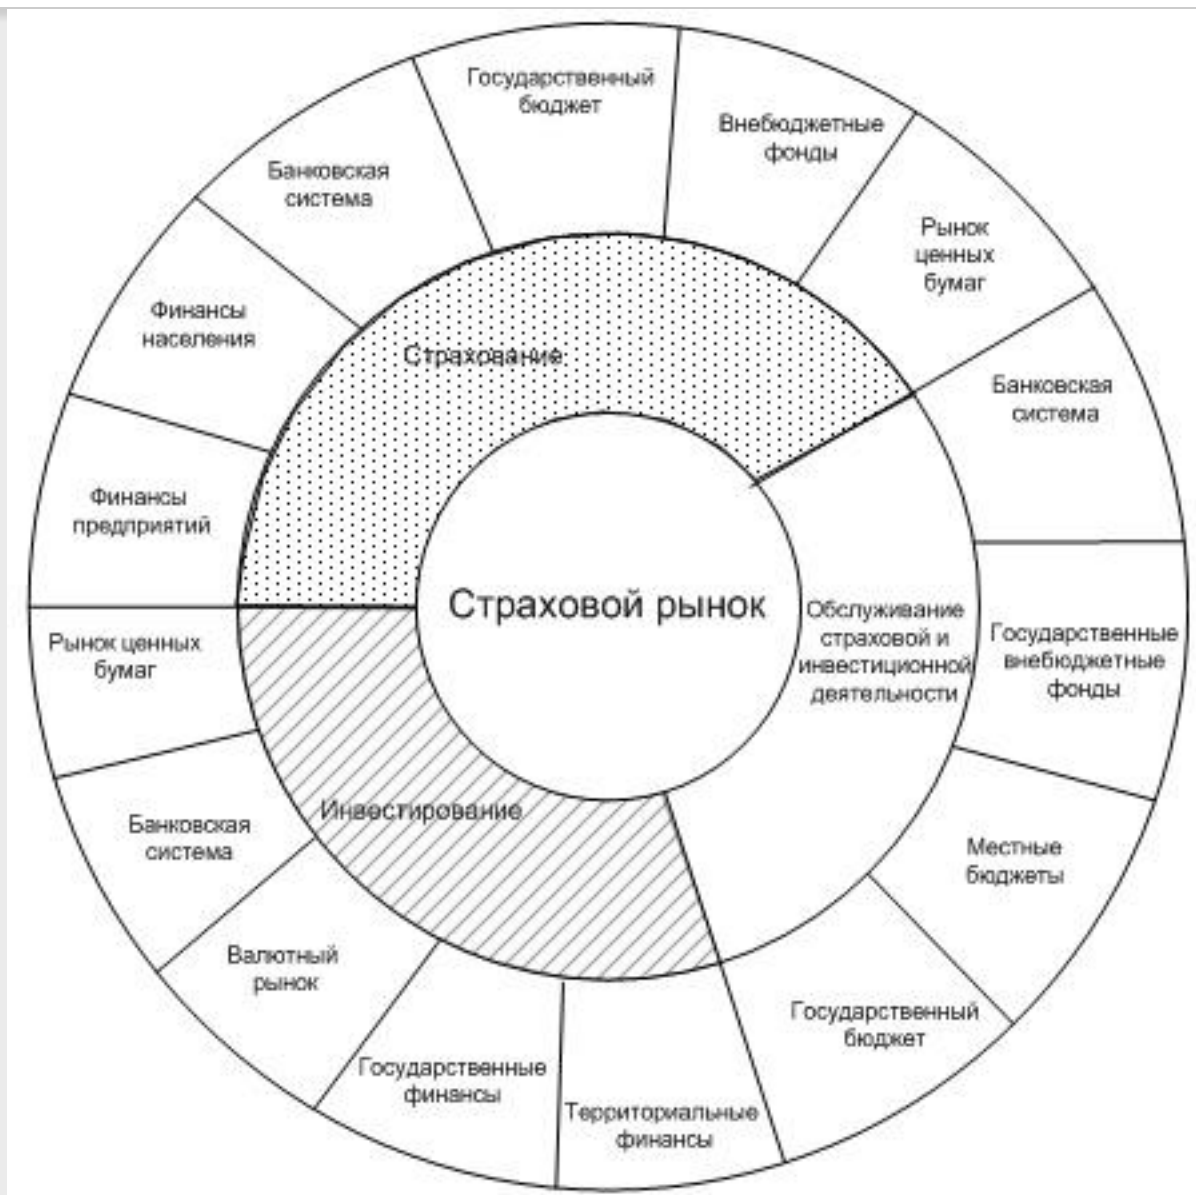 Государственный
бюджет
Внебюджетные
фонды
Банковская
система
Рынок
ценных
бумаг
Финансы
населения
Страхование
Банковская
система
Финансы
предприятий
Страховой рынок
Обслуживание
страховой и
инвестиционной
деятельности
Государственные
внебюджетные
фонды
Рынок ценных
бумаг
Инвестирование
Банковская
система
Местные
бюджеты
Валютный
рынок
Государственный
бюджет
Государственные
финансы
Территориальные
финансы